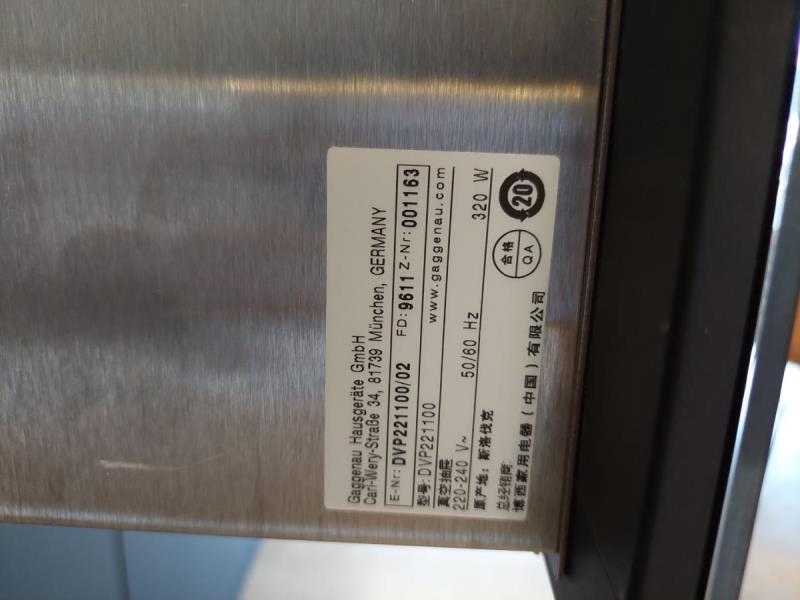 Gaggenau Hausgeräte GmbH
Carl-Wery-Straße 34, 81739 München, GERMANY
E-Nr: DVP221100/02 FD: 9611 Z-Nr: 001163
型号: DVP221100 www.gaggenau.com
真空抽屉
220-240 V~ 50/60 Hz 320 W
原产地: 斯洛伐克
总经销商:
博西家用电器(中国)有限公司
合格
QA
20